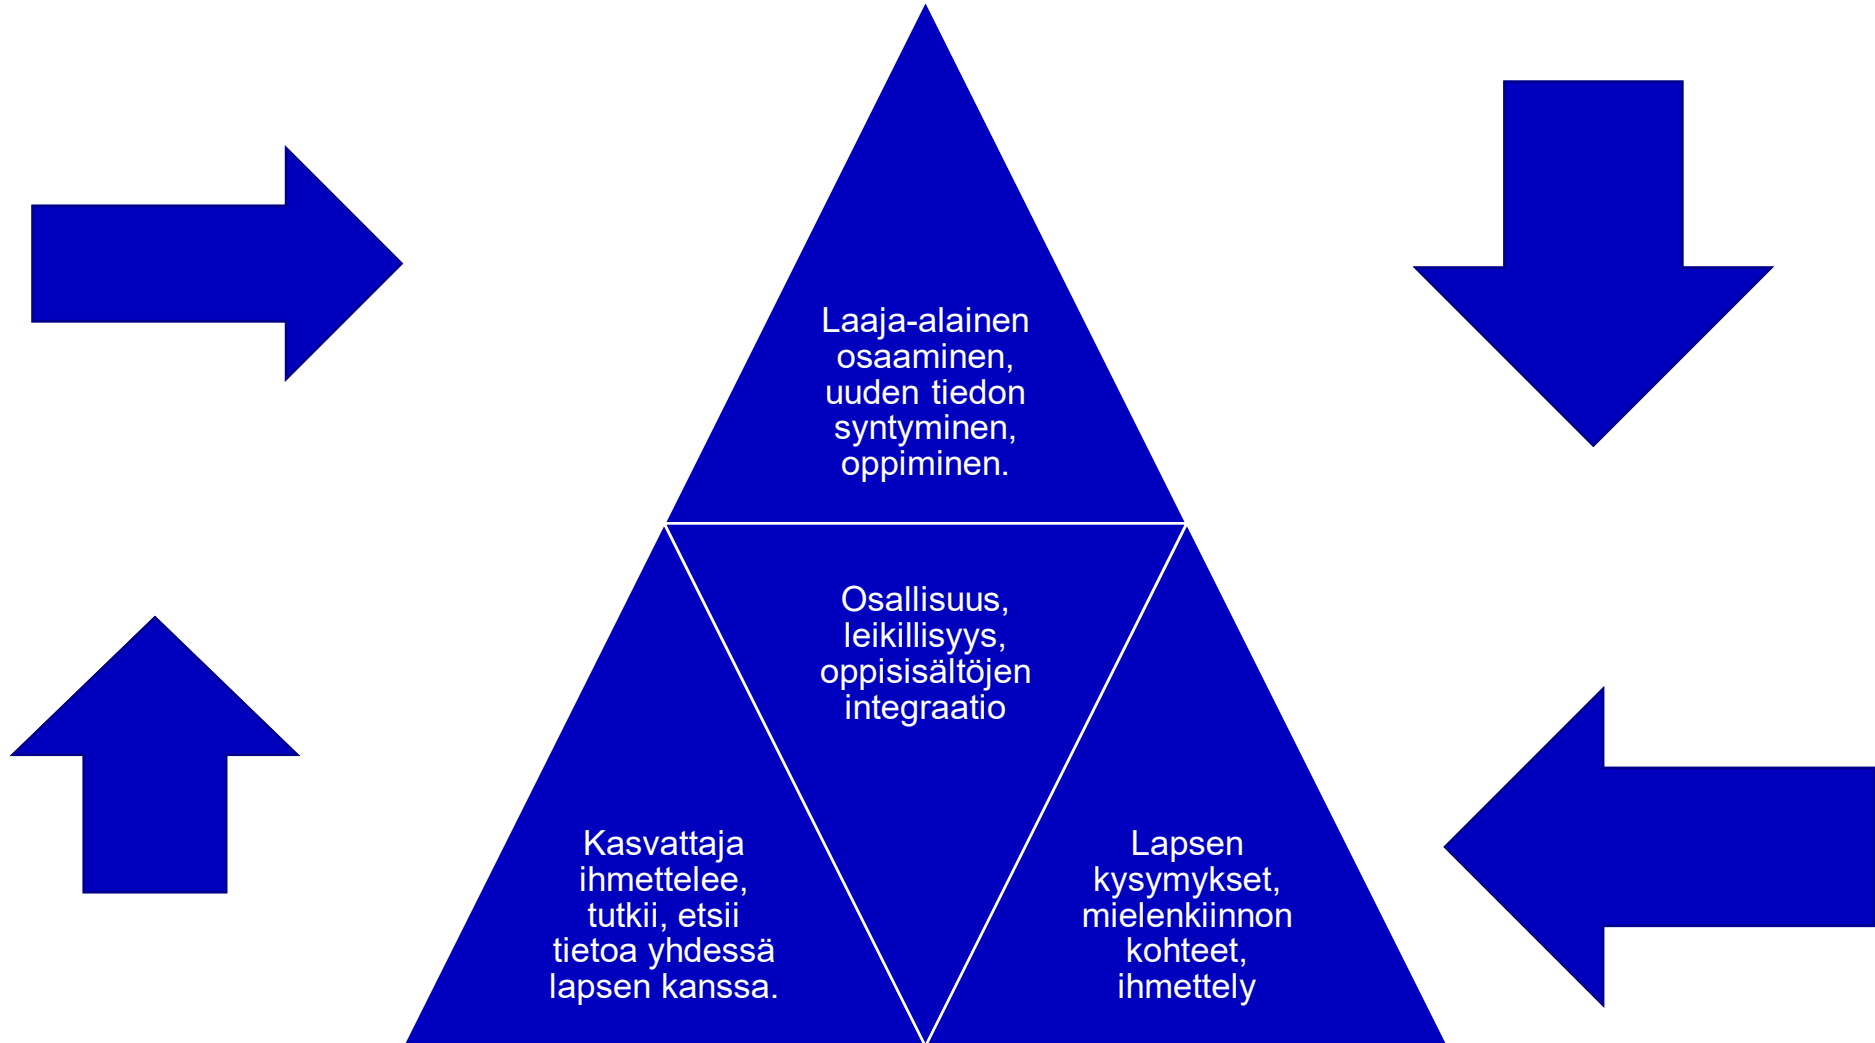 Laaja-alainen
osaaminen,
uuden tiedon
syntyminen,
oppiminen.
Osallisuus,
leikillisyys,
oppisisältöjen
integraatio
Kasvattaja
ihmettelee,
tutkii, etsii
tietoa yhdessä
lapsen kanssa.
Lapsen
kysymykset,
mielenkiinnon
kohteet,
ihmettely